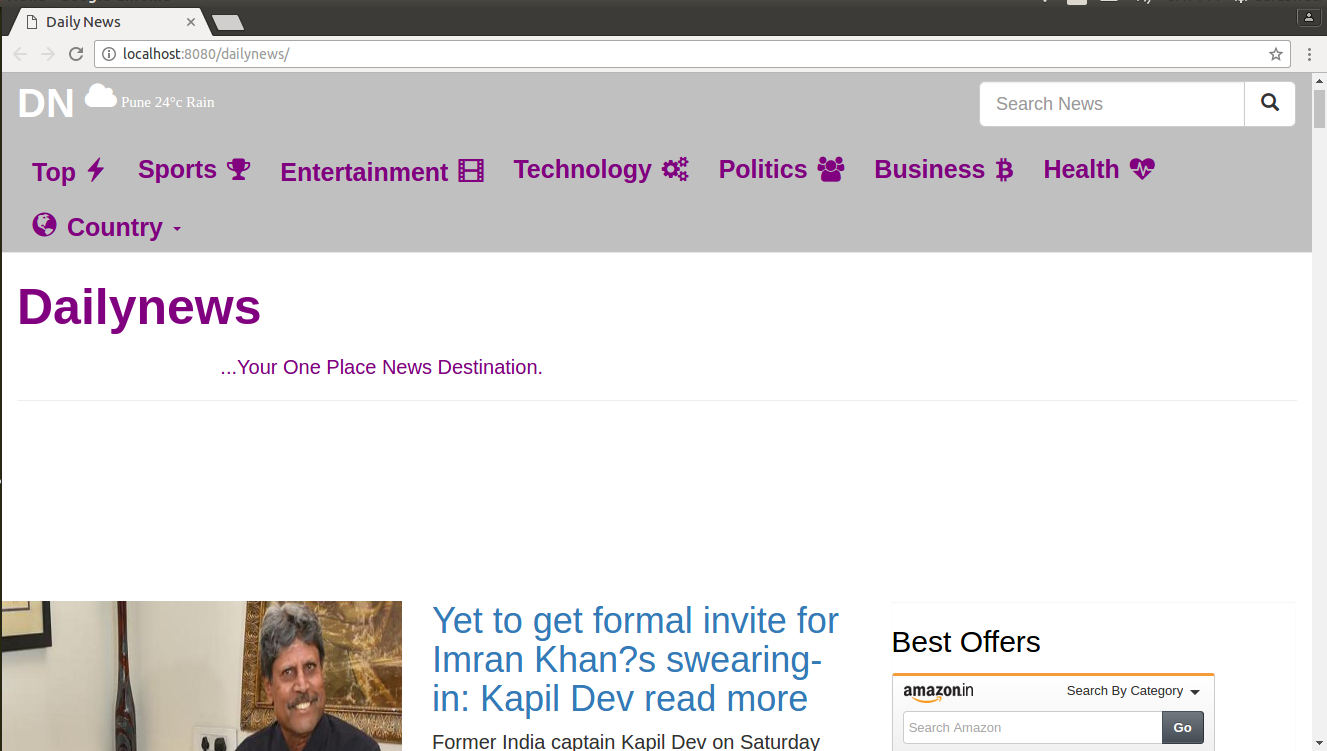 Daily News
localhost:8080/dailynews/
DN Pune 24°c Rain
Search News
Top Sports Entertainment Technology Politics Business Health
Country
Dailynews
...Your One Place News Destination.
Yet to get formal invite for
Imran Khan?s swearing-
in: Kapil Dev read more
Former India captain Kapil Dev on Saturday
Best Offers
amazon.in Search By Category
Search Amazon Go